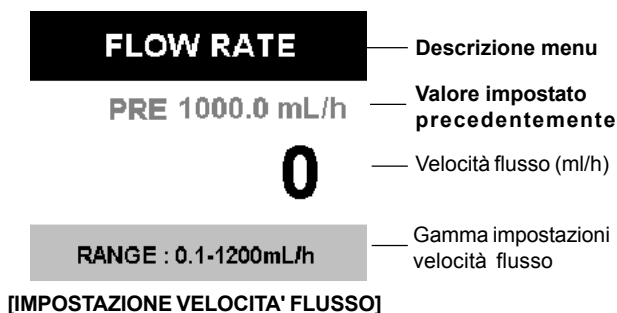 FLOW RATE
Descrizione menu
PRE 1000.0 mL/h
Valore impostato
precedentemente
0
Velocità flusso (ml/h)
RANGE : 0.1-1200mL/h
Gamma impostazioni
velocità flusso
[IMPOSTAZIONE VELOCITA' FLUSSO]